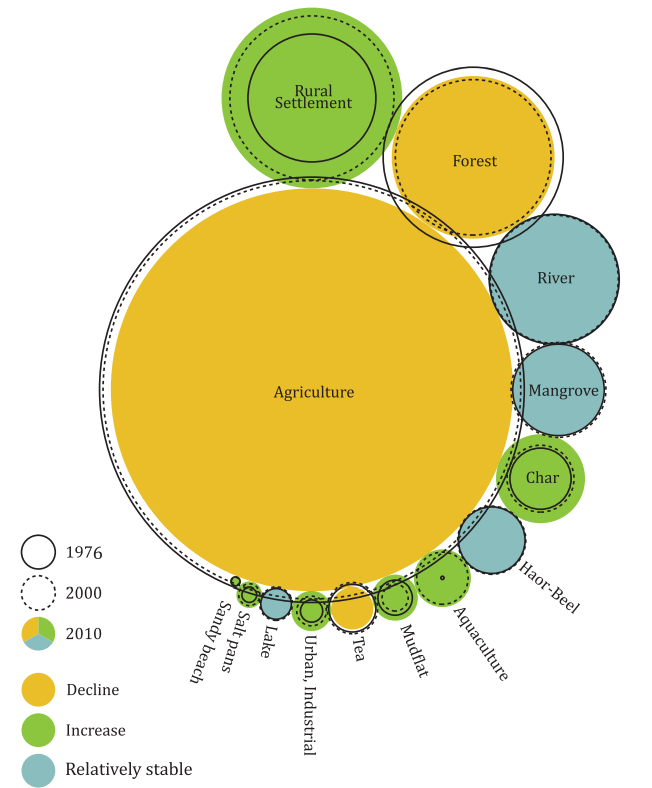 Rural
Settlement
Forest
River
Agriculture
Mangrove
Char
Haor-Beel
Aquaculture
Mudflat
Tea
Urban, Industrial
Lake
Salt pans
Sandy beach
1976
2000
2010
Decline
Increase
Relatively stable